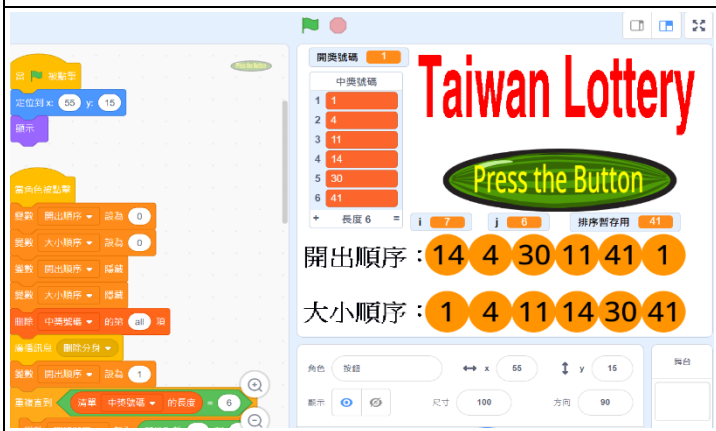 當 被點擊
定位到 x: 55 y: 15
顯示
當角色被點擊
變數 開出順序 設為 0
變數 大小順序 設為 0
變數 開出順序 隱藏
變數 大小順序 隱藏
刪除 中獎號碼 的第 all 項
廣播訊息 刪除分身
變數 開出順序 設為 1
重複直到 清單 中獎號碼 的長度 = 6
開獎號碼 1
中獎號碼
1 1
2 4
3 11
4 14
5 30
6 41
+ 長度 6 =
Taiwan Lottery
Press the Button
i 7 j 6 排序暫存用 41
開出順序：14 4 30 11 41 1
大小順序：1 4 11 14 30 41
角色 按鈕 x 55 y 15
顯示 尺寸 100 方向 90
舞台